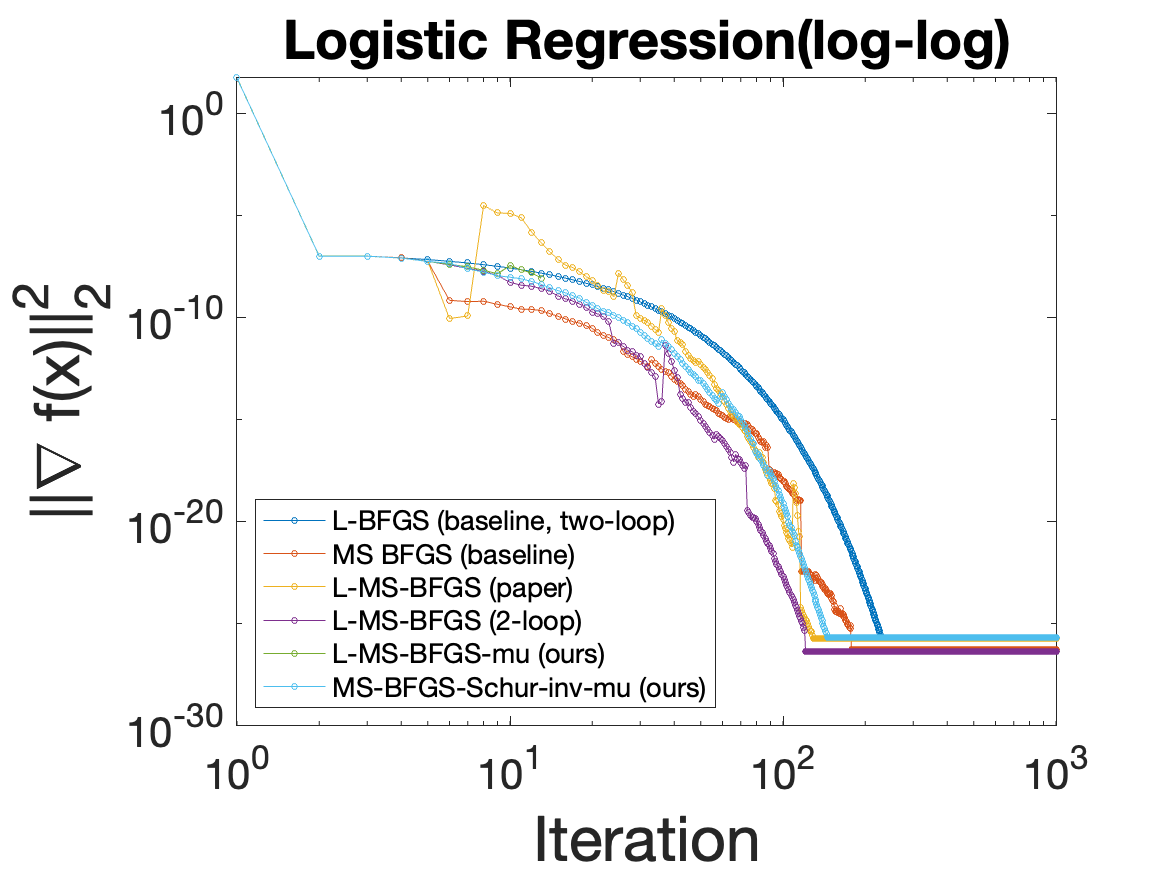 Logistic Regression(log-log)
||∇ f(x)||₂²
10⁰
10⁻¹⁰
10⁻²⁰
10⁻³⁰
L-BFGS (baseline, two-loop)
MS BFGS (baseline)
L-MS-BFGS (paper)
L-MS-BFGS (2-loop)
L-MS-BFGS-mu (ours)
MS-BFGS-Schur-inv-mu (ours)
10⁰ 10¹ 10² 10³
Iteration